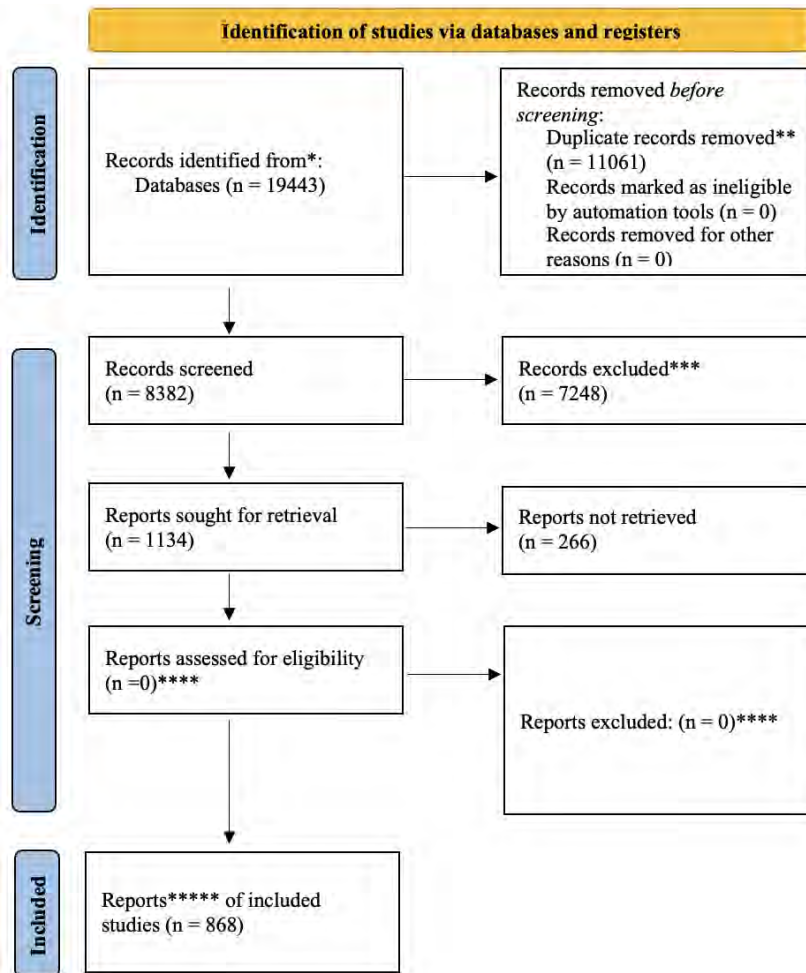 Identification of studies via databases and registers
Identification
Records identified from*:
Databases (n = 19443)
Records removed before
screening:
Duplicate records removed**
(n = 11061)
Records marked as ineligible
by automation tools (n = 0)
Records removed for other
reasons (n = 0)
Screening
Records screened
(n = 8382)
Records excluded***
(n = 7248)
Reports sought for retrieval
(n = 1134)
Reports not retrieved
(n = 266)
Reports assessed for eligibility
(n =0)****
Reports excluded: (n = 0)****
Included
Reports***** of included
studies (n = 868)